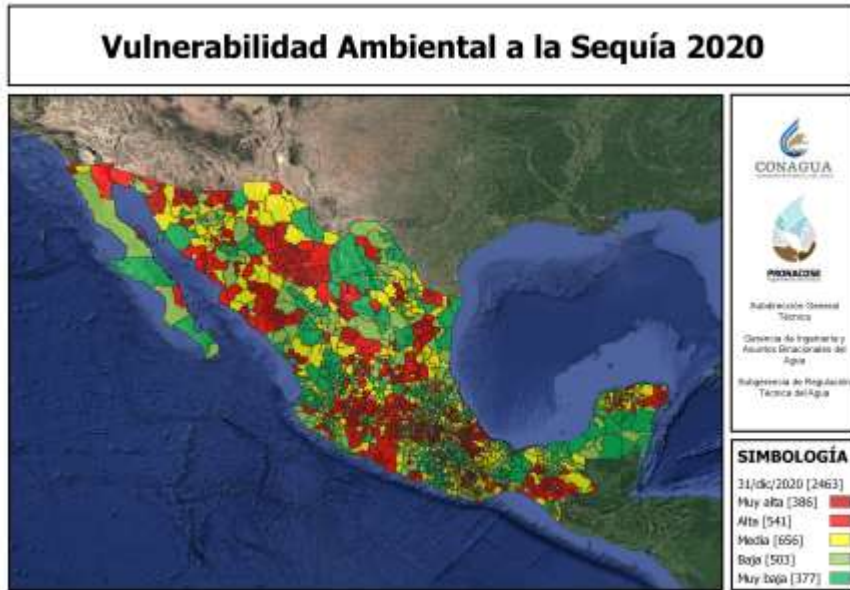 Vulnerabilidad Ambiental a la Sequía 2020
CONAGUA
PRONACOSE
Subdirección General
Técnica
Gerencia de Ingeniería y
Asuntos Binacionales del
Agua
Subgerencia de Regulación
Técnica del Agua
SIMBOLOGÍA
31/dic/2020 [2463]
Muy alta [386]
Alta [541]
Media [656]
Baja [503]
Muy baja [377]